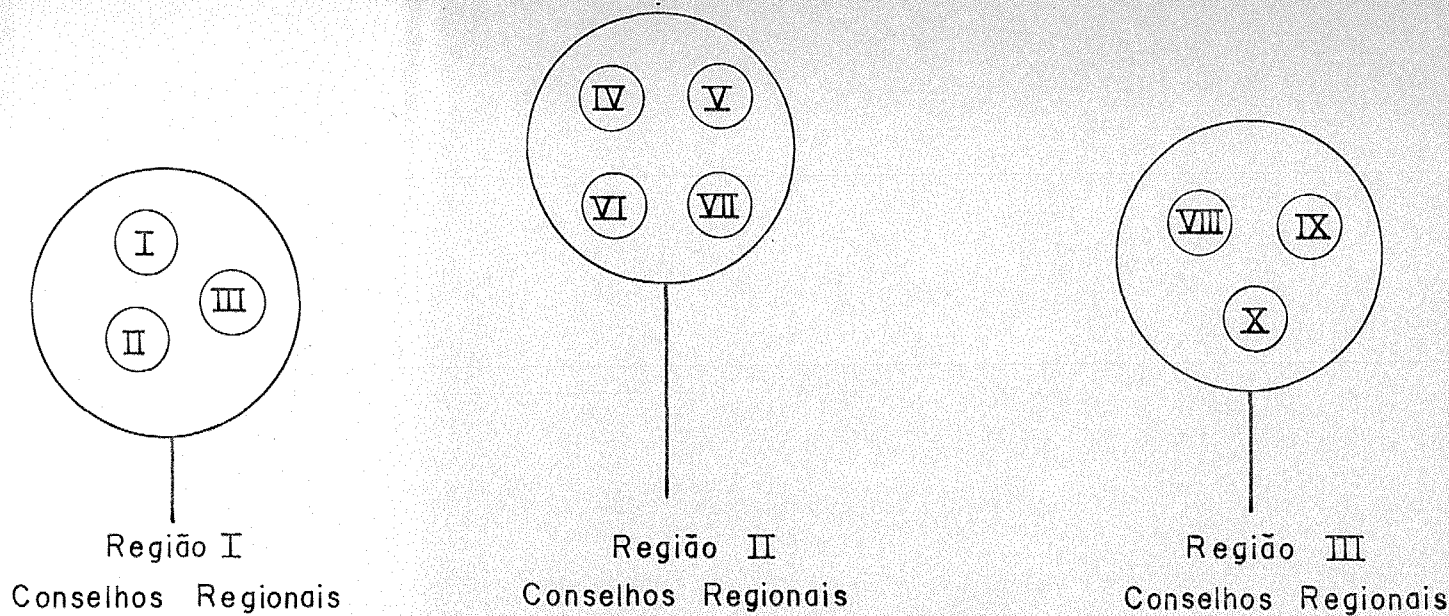 I
III
II
Região I
Conselhos Regionais
IV V
VI VII
Região II
Conselhos Regionais
VIII IX
X
Região III
Conselhos Regionais